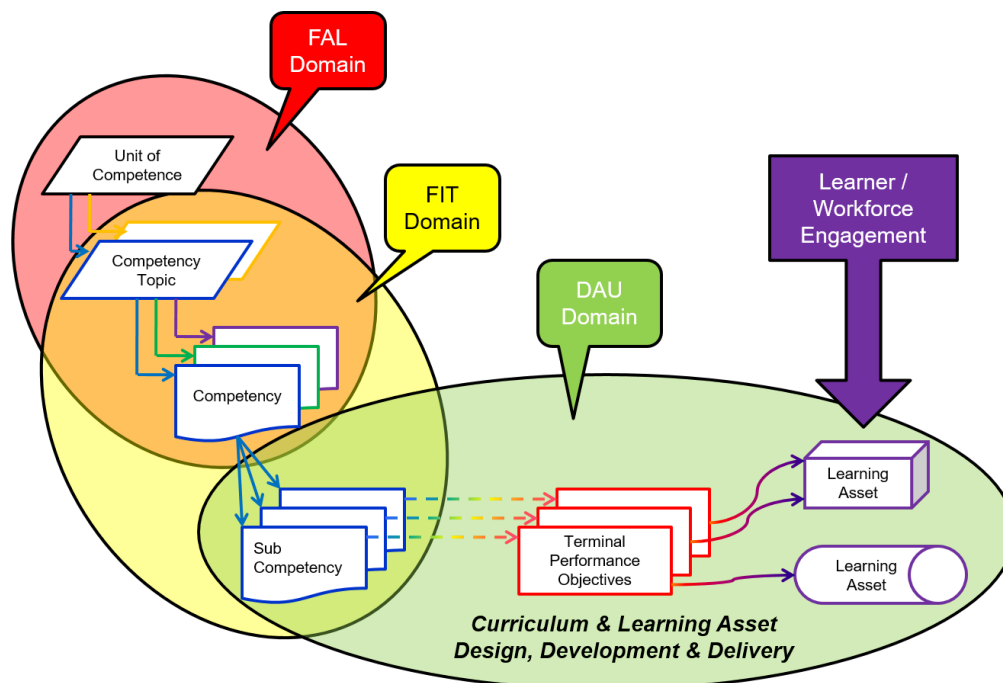 FAL
Domain
Unit of
Competence
FIT
Domain
Learner /
Workforce
Engagement
Competency
Topic
DAU
Domain
Competency
Learning
Asset
Sub
Competency
Terminal
Performance
Objectives
Learning
Asset
Curriculum & Learning Asset
Design, Development & Delivery